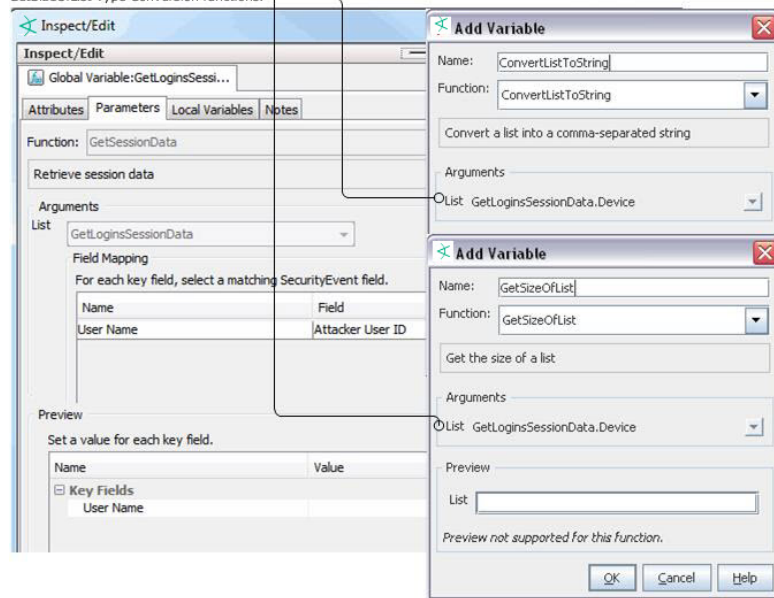 Inspect/Edit
Inspect/Edit
Global Variable:GetLoginsSessi...
Attributes Parameters Local Variables Notes
Function: GetSessionData
Retrieve session data
Arguments
List
GetLoginsSessionData
Field Mapping
For each key field, select a matching SecurityEvent field.
Name Field
User Name Attacker User ID
Preview
Set a value for each key field.
Name Value
Key Fields
User Name
Add Variable
Name: ConvertListToString
Function: ConvertListToString
Convert a list into a comma-separated string
Arguments
List GetLoginsSessionData.Device
Add Variable
Name: GetSizeOfList
Function: GetSizeOfList
Get the size of a list
Arguments
List GetLoginsSessionData.Device
Preview
List
Preview not supported for this function.
OK Cancel Help